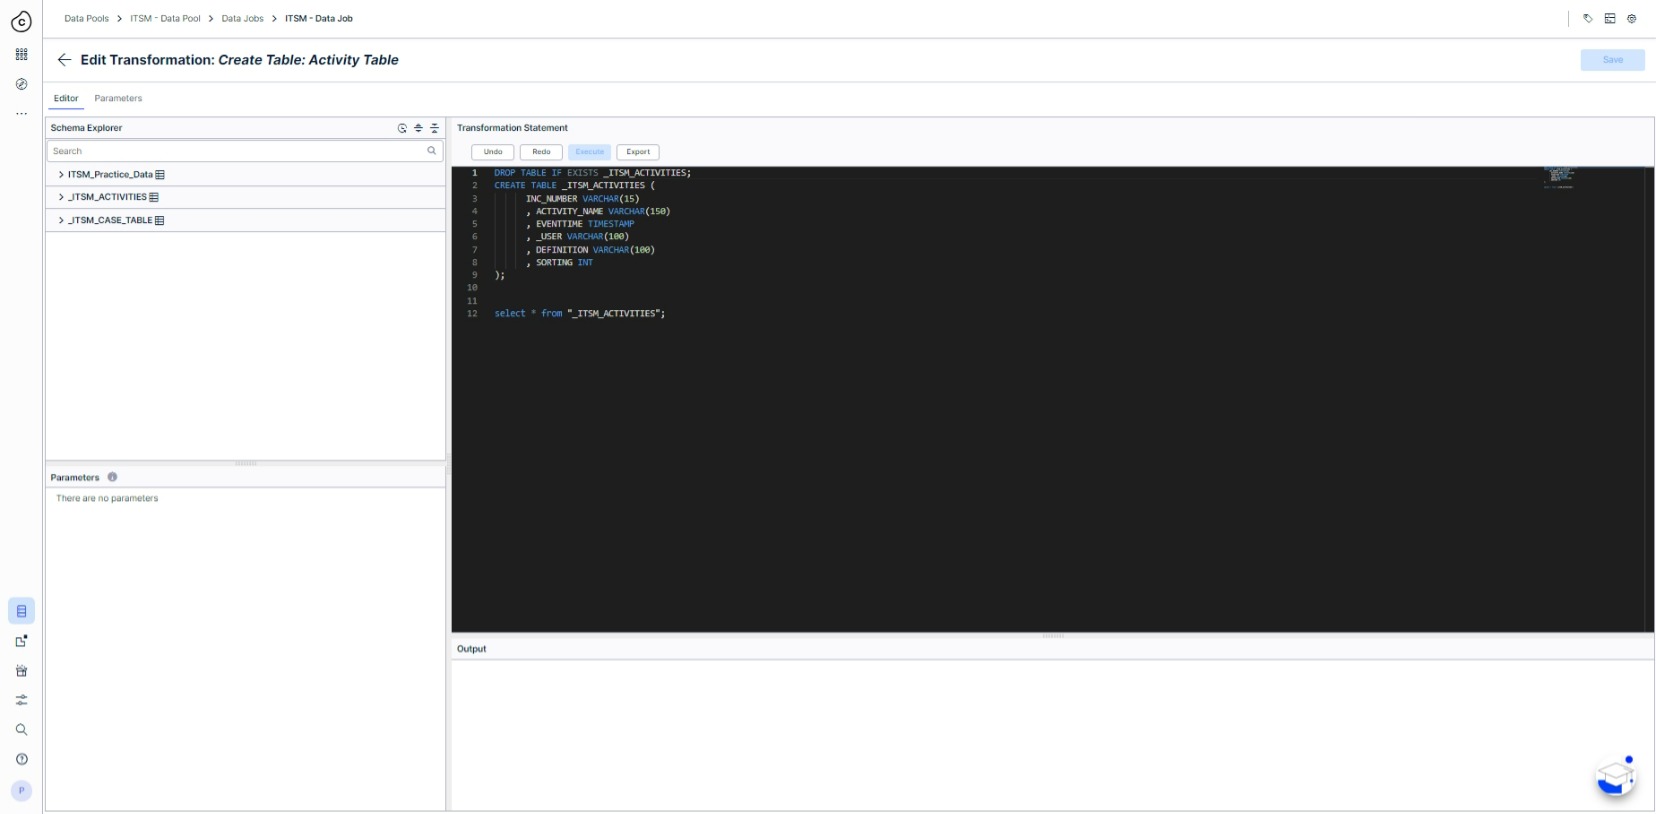 Data Pools > ITSM - Data Pool > Data Jobs > ITSM - Data Job
Edit Transformation: Create Table: Activity Table
Save
Editor Parameters
Schema Explorer
Search
ITSM_Practice_Data
_ITSM_ACTIVITIES
_ITSM_CASE_TABLE
Parameters
There are no parameters
Transformation Statement
Undo Redo Execute Export
1 DROP TABLE IF EXISTS _ITSM_ACTIVITIES;
2 CREATE TABLE _ITSM_ACTIVITIES (
3 INC_NUMBER VARCHAR(15)
4 , ACTIVITY_NAME VARCHAR(150)
5 , EVENTTIME TIMESTAMP
6 , _USER VARCHAR(100)
7 , DEFINITION VARCHAR(100)
8 , SORTING INT
9 );
10
11
12 select * from "_ITSM_ACTIVITIES";
Output
P